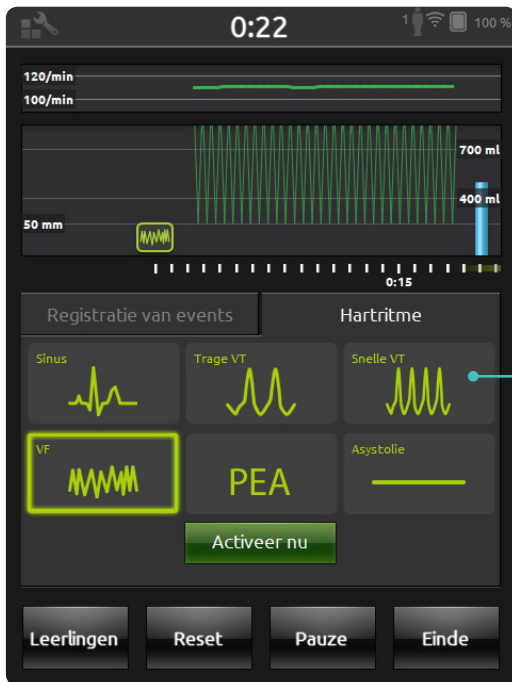 0:22
1
100 %
120/min
100/min
700 ml
400 ml
50 mm
0:15
Registratie van events
Hartritme
Sinus
Trage VT
Snelle VT
VF
PEA
Asystolie
Activeer nu
Leerlingen
Reset
Pauze
Einde